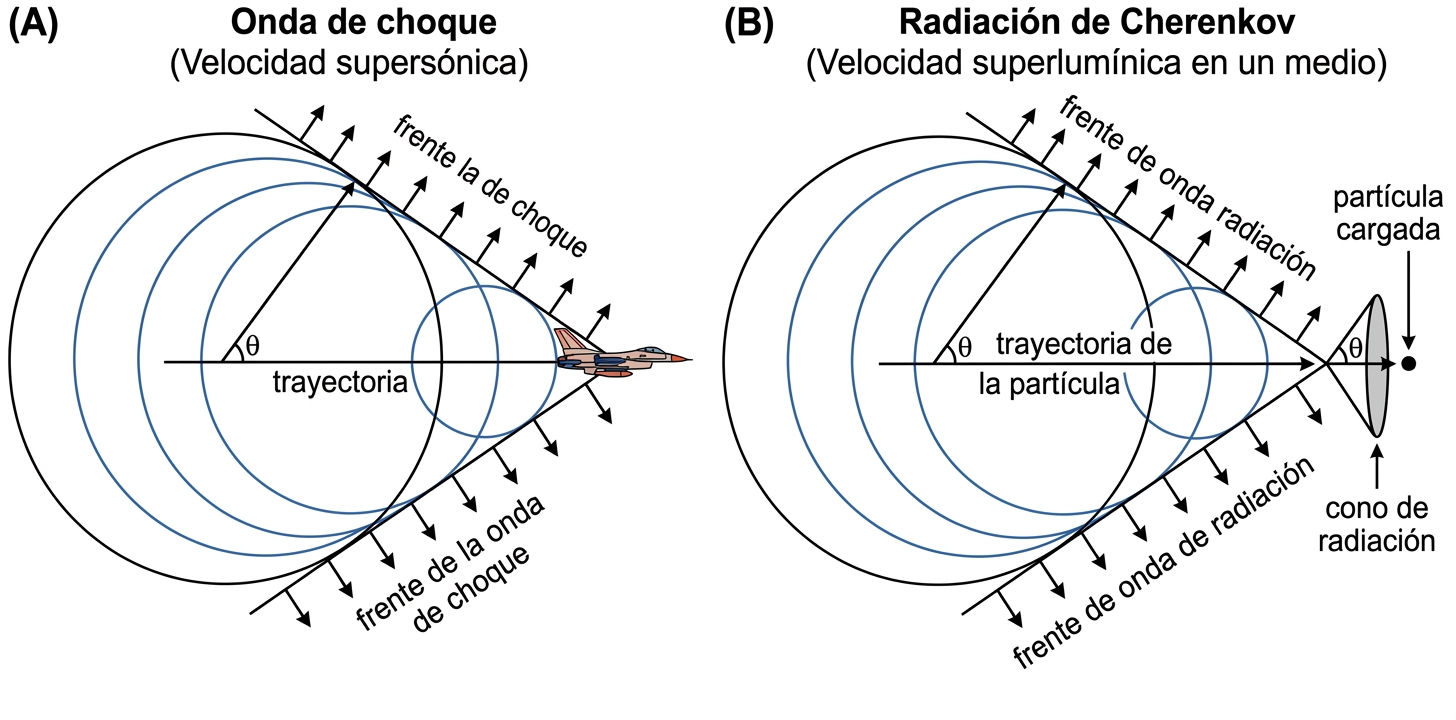 (A)
Onda de choque
(Velocidad supersónica)
frente la de choque
θ
trayectoria
frente de la onda
de choque
(B)
Radiación de Cherenkov
(Velocidad superlumínica en un medio)
frente de onda radiación
partícula
cargada
θ
trayectoria de
la partícula
θ
frente de onda de radiación
cono de
radiación